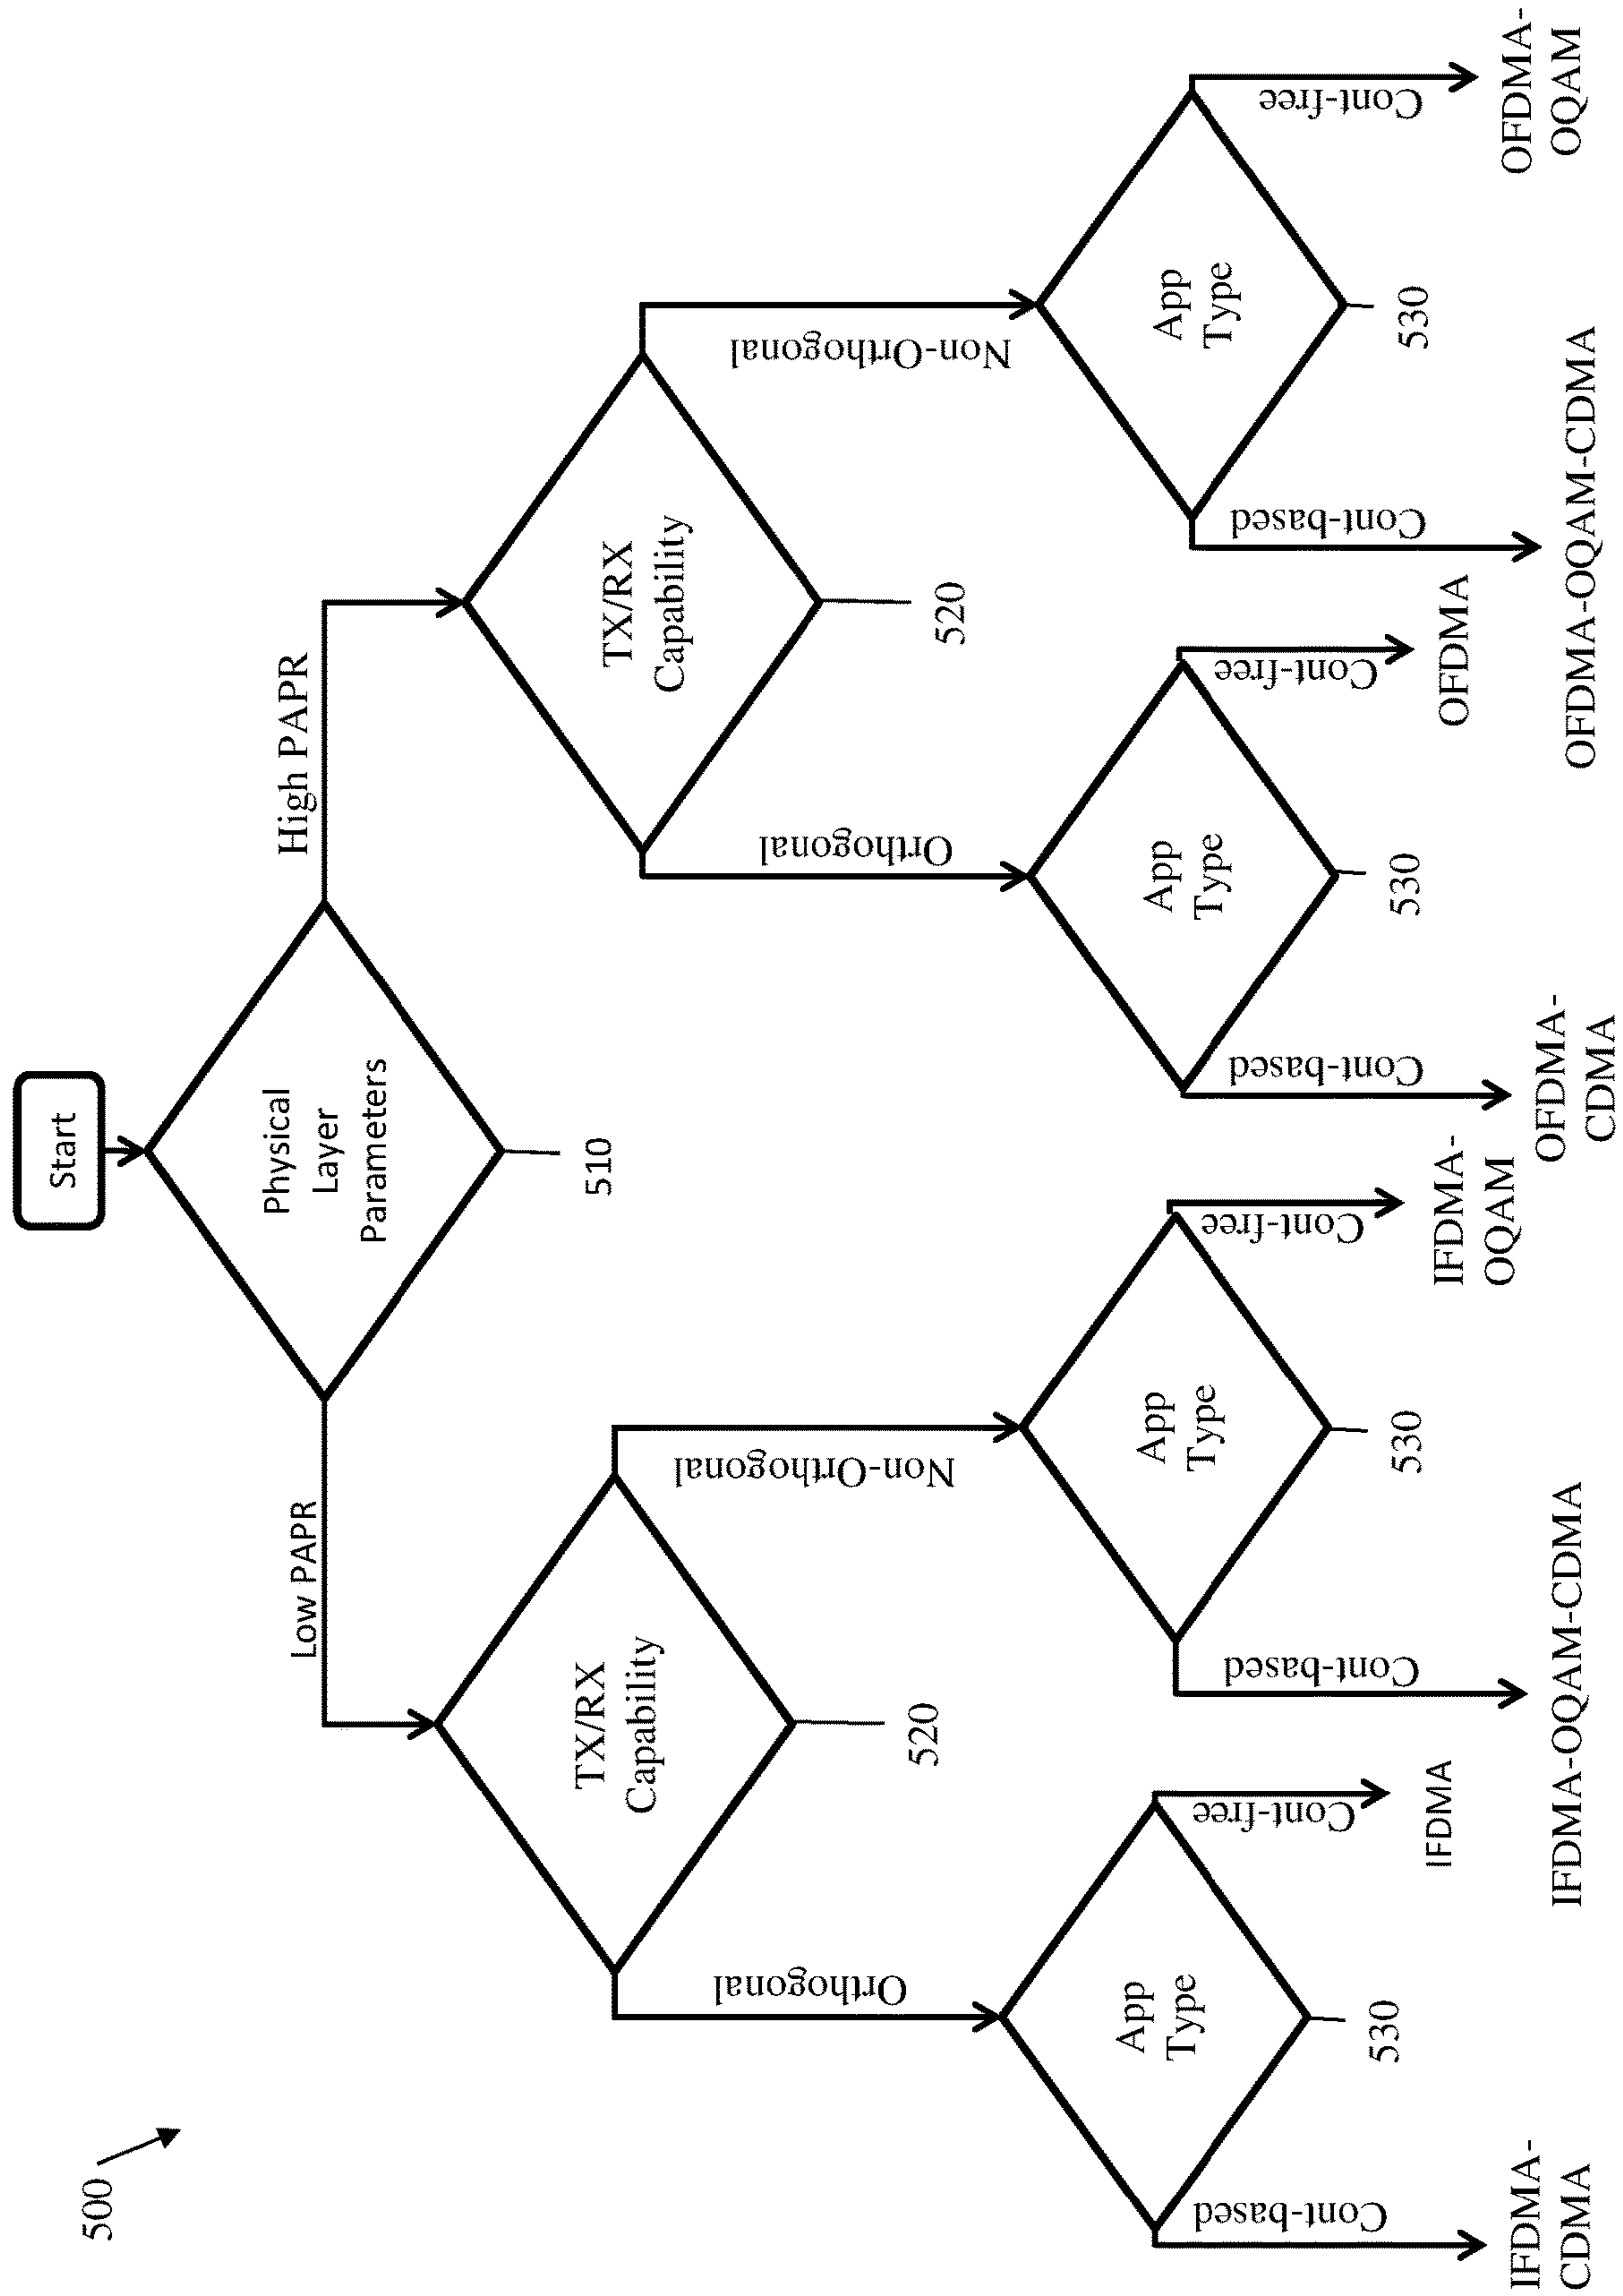 500
Start
Physical
Layer
Parameters
510
Low PAPR
High PAPR
TX/RX
Capability
520
TX/RX
Capability
520
Orthogonal
Non-Orthogonal
Orthogonal
Non-Orthogonal
App
Type
530
App
Type
530
App
Type
530
App
Type
530
Cont-based
Cont-free
Cont-based
Cont-free
Cont-based
Cont-free
Cont-based
Cont-free
IFDMA-
CDMA
IFDMA
IFDMA-OQAM-CDMA
IFDMA-
OQAM
OFDMA-
CDMA
OFDMA
OFDMA-OQAM-CDMA
OFDMA-
OQAM